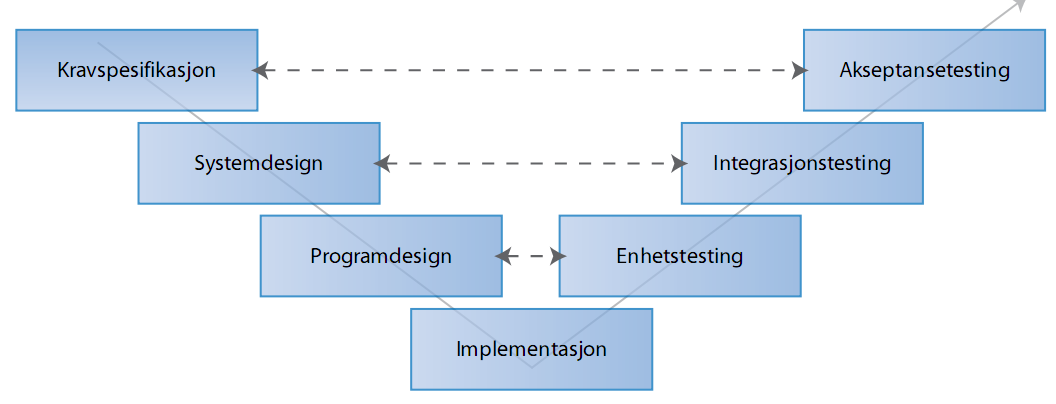 Kravspesifikasjon
Akseptansetesting
Systemdesign
Integrasjonstesting
Programdesign
Enhetstesting
Implementasjon